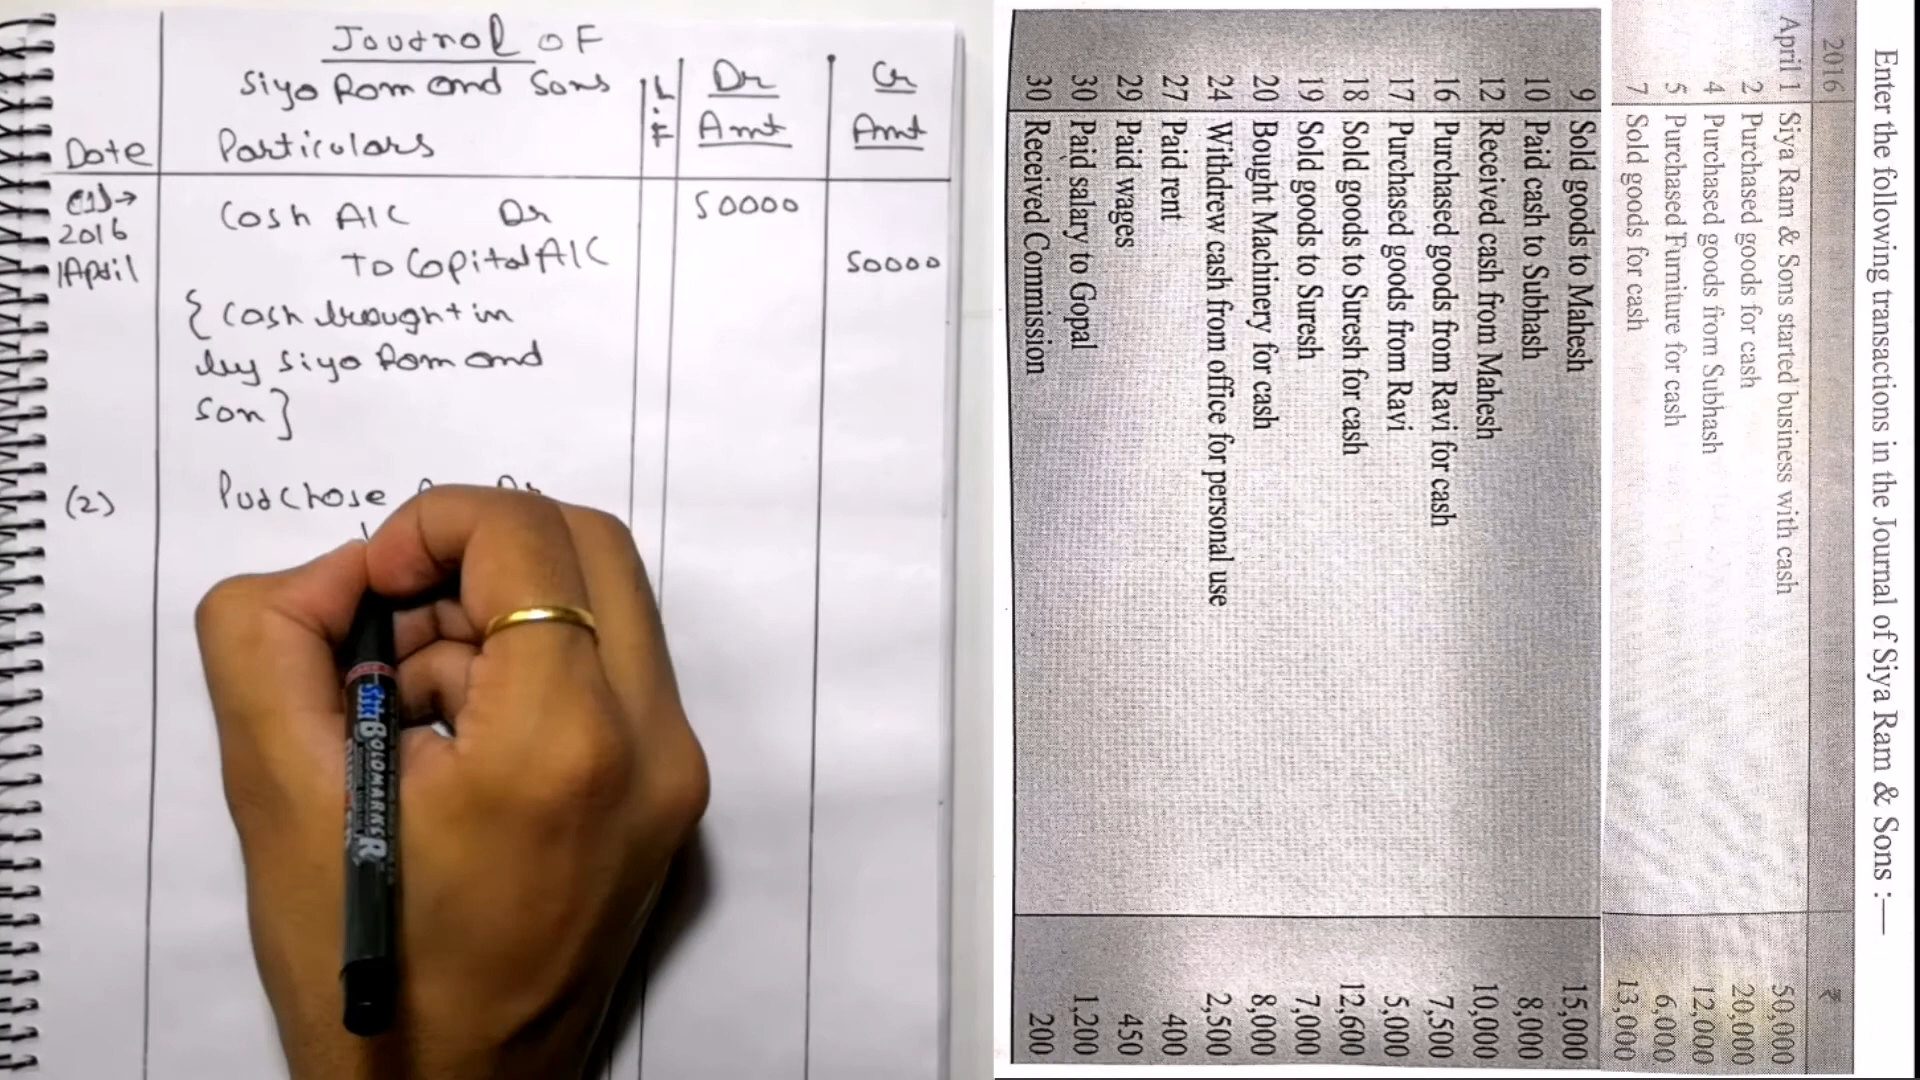 Journal of
Siya Ram and Sons
Date
Particulars
L.F
Dr
Amt
Cr
Amt
(1)→
2016
1April
Cash A/C Dr
50000
To Capital A/C
50000
{Cash brought in
by Siya Ram and
Son}
(2)
Purchase
Enter the following transactions in the Journal of Siya Ram & Sons :—
2016 ₹
April 1 Siya Ram & Sons started business with cash 50,000
2 Purchased goods for cash 20,000
4 Purchased goods from Subhash 12,000
5 Purchased Furniture for cash 6,000
7 Sold goods for cash 13,000
9 Sold goods to Mahesh 15,000
10 Paid cash to Subhash 8,000
12 Received cash from Mahesh 10,000
16 Purchased goods from Ravi for cash 7,500
17 Purchased goods from Ravi 5,000
18 Sold goods to Suresh for cash 12,600
19 Sold goods to Suresh 7,000
20 Bought Machinery for cash 8,000
24 Withdrew cash from office for personal use 2,500
27 Paid rent 400
29 Paid wages 450
30 Paid salary to Gopal 1,200
30 Received Commission 200
BOLDMARKER